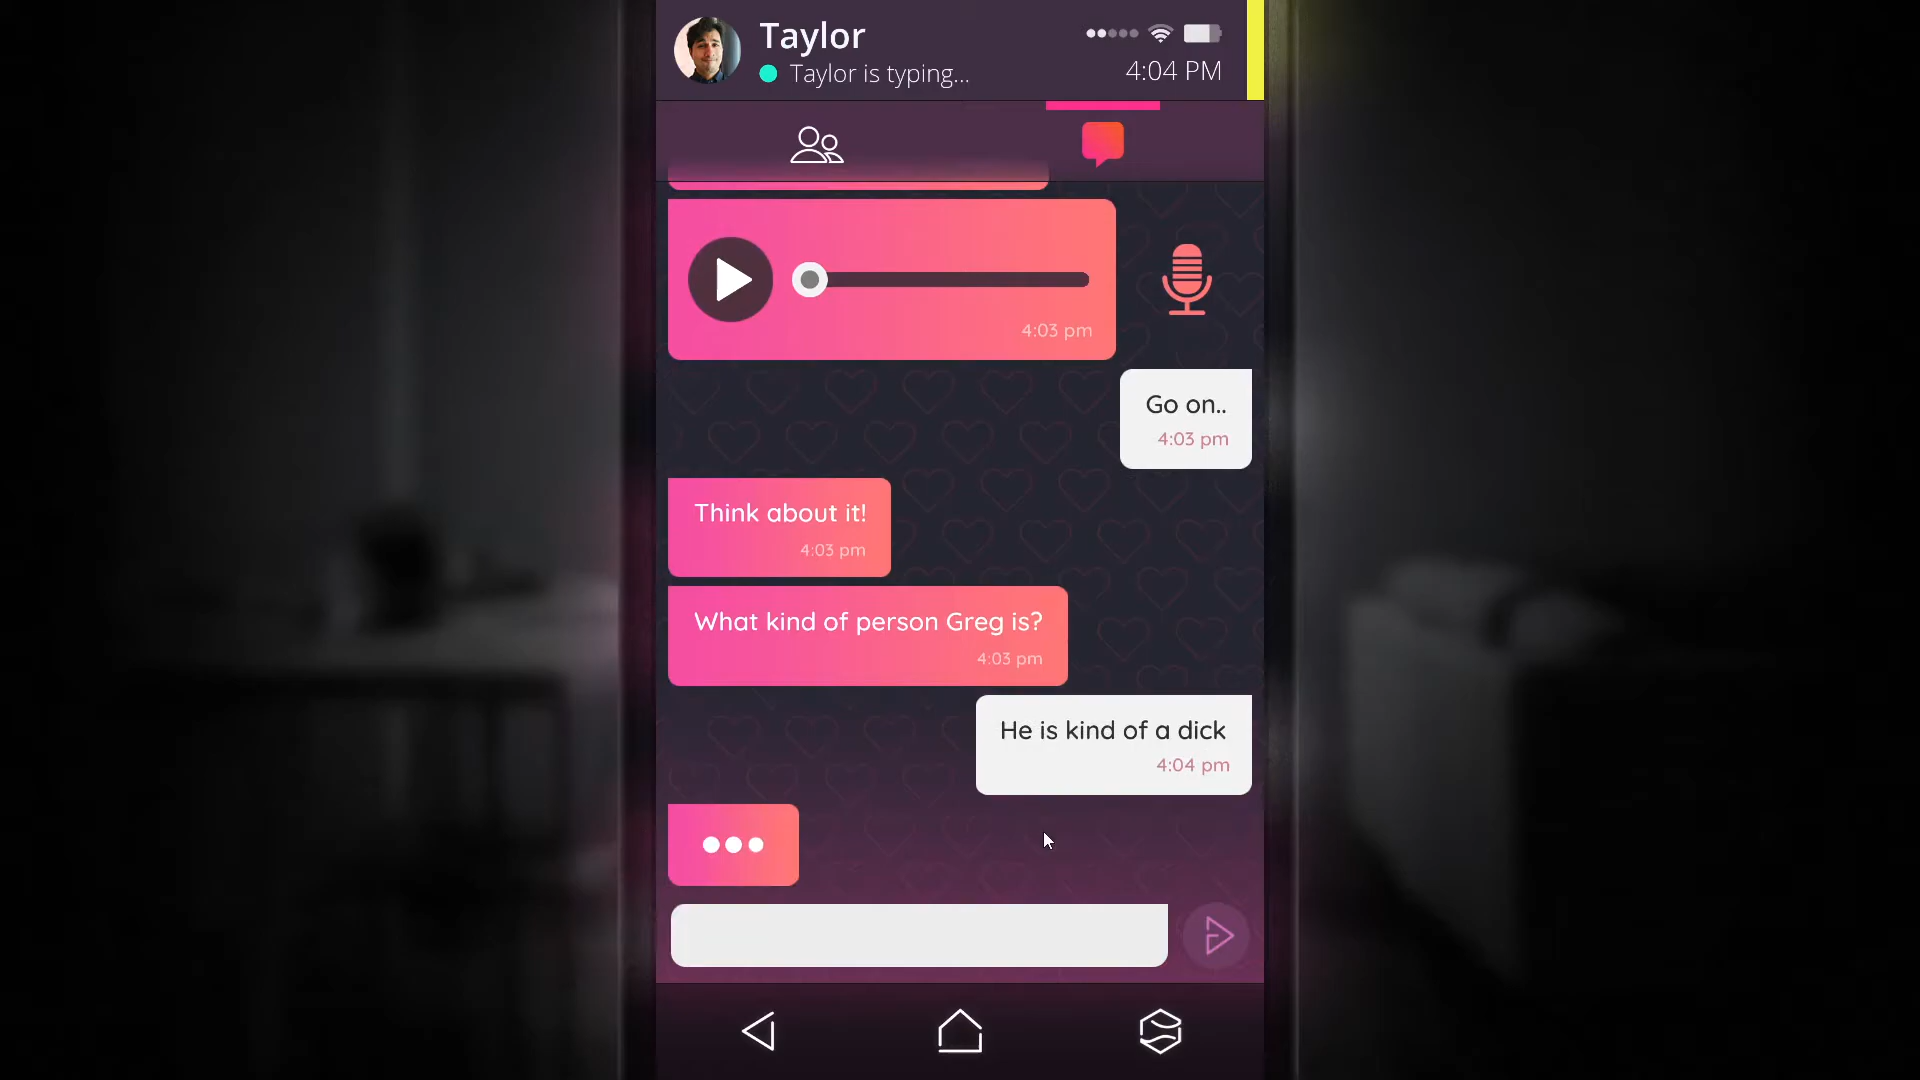 Taylor
Taylor is typing...
4:04 PM
4:03 pm
Go on..
4:03 pm
Think about it!
4:03 pm
What kind of person Greg is?
4:03 pm
He is kind of a dick
4:04 pm